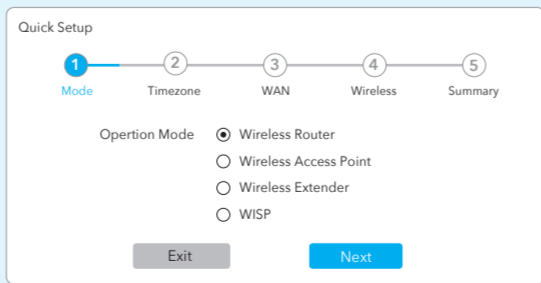 Quick Setup
1 2 3 4 5
Mode Timezone WAN Wireless Summary
Opertion Mode Wireless Router
Wireless Access Point
Wireless Extender
WISP
Exit Next